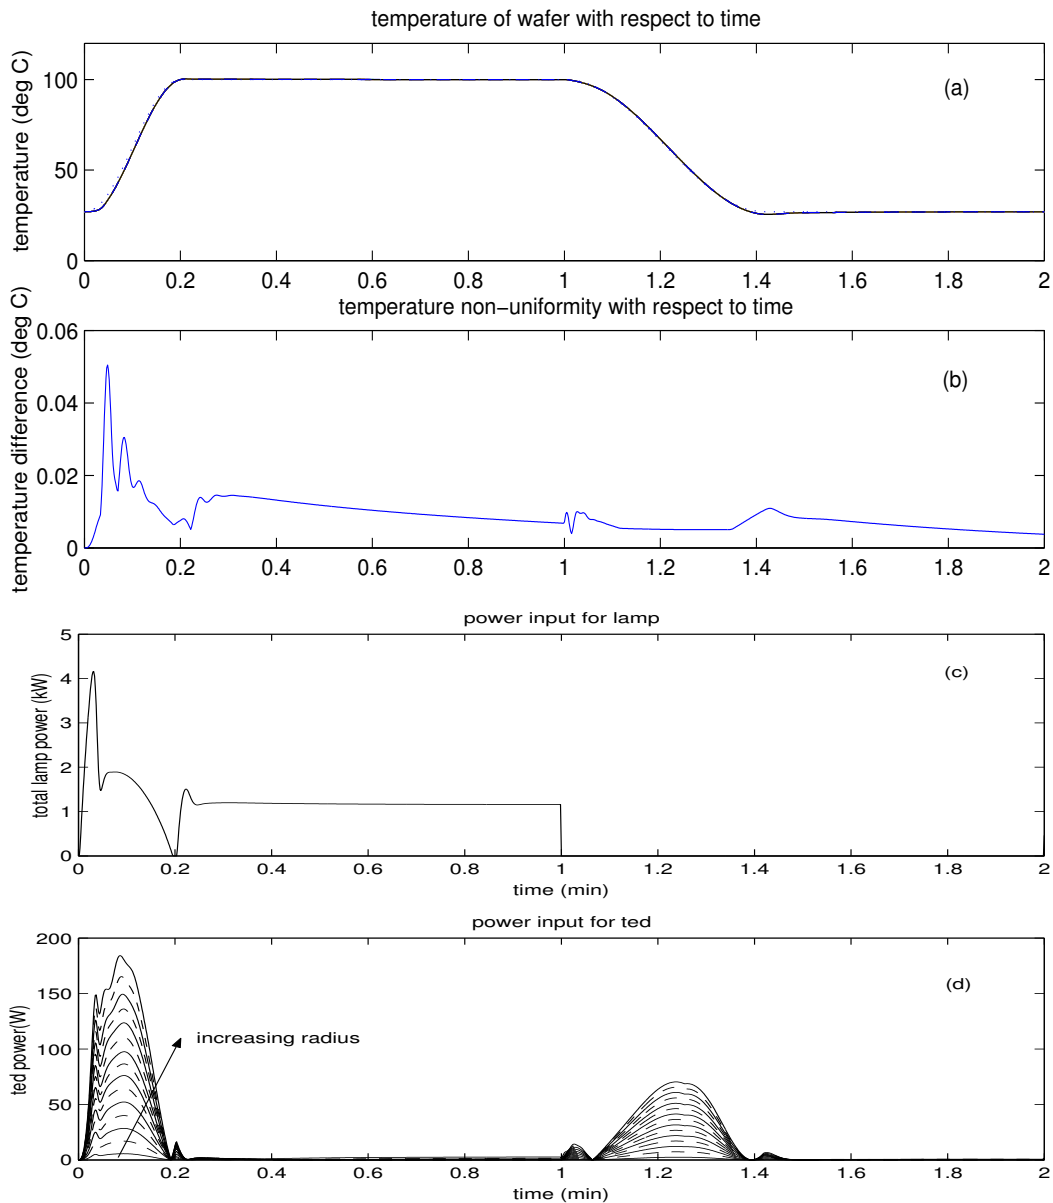 temperature of wafer with respect to time
temperature (deg C)
(a)
100
50
0
0 0.2 0.4 0.6 0.8 1 1.2 1.4 1.6 1.8 2
temperature non−uniformity with respect to time
temperature difference (deg C)
(b)
0.06
0.04
0.02
0
0 0.2 0.4 0.6 0.8 1 1.2 1.4 1.6 1.8 2
power input for lamp
total lamp power (kW)
(c)
5
4
3
2
1
0
0 0.2 0.4 0.6 0.8 1 1.2 1.4 1.6 1.8 2
time (min)
power input for ted
ted power(W)
(d)
200
150
increasing radius
100
50
0
0 0.2 0.4 0.6 0.8 1 1.2 1.4 1.6 1.8 2
time (min)